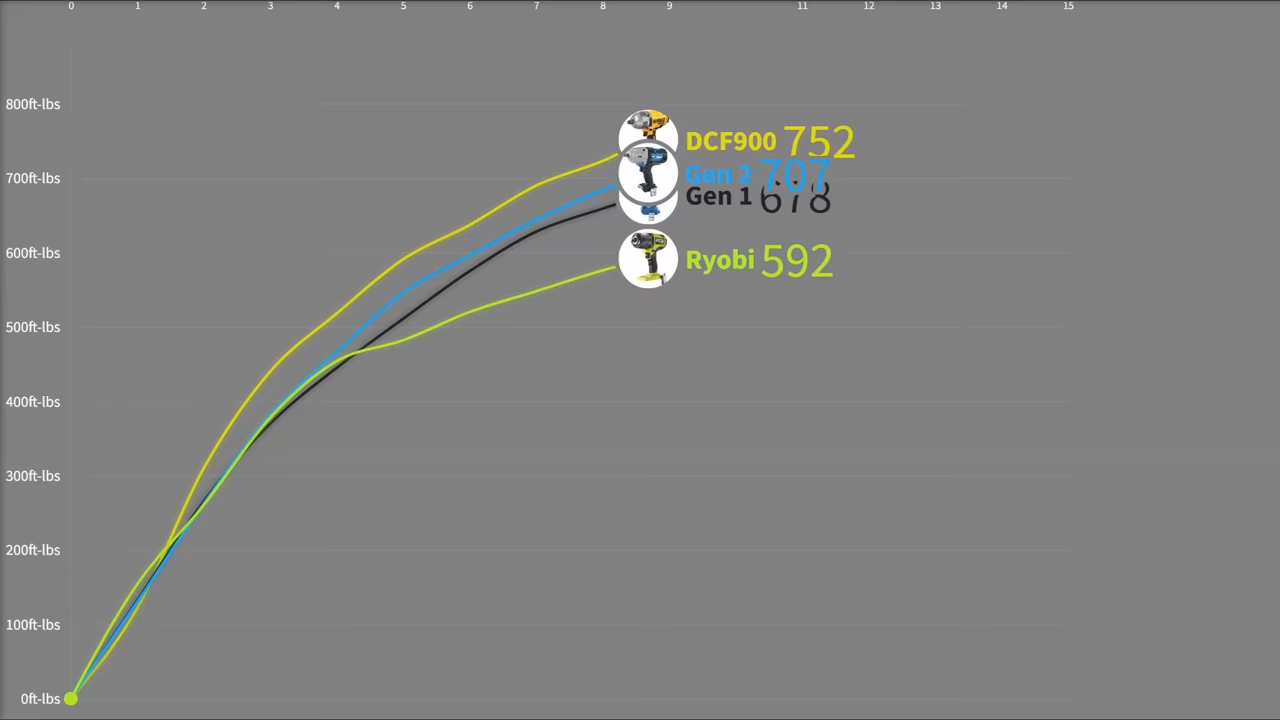 0 1 2 3 4 5 6 7 8 9 11 12 13 14 15
800ft-lbs
DCF900 752
700ft-lbs
Gen 2 707
Gen 1 678
600ft-lbs
Ryobi 592
500ft-lbs
400ft-lbs
300ft-lbs
200ft-lbs
100ft-lbs
0ft-lbs